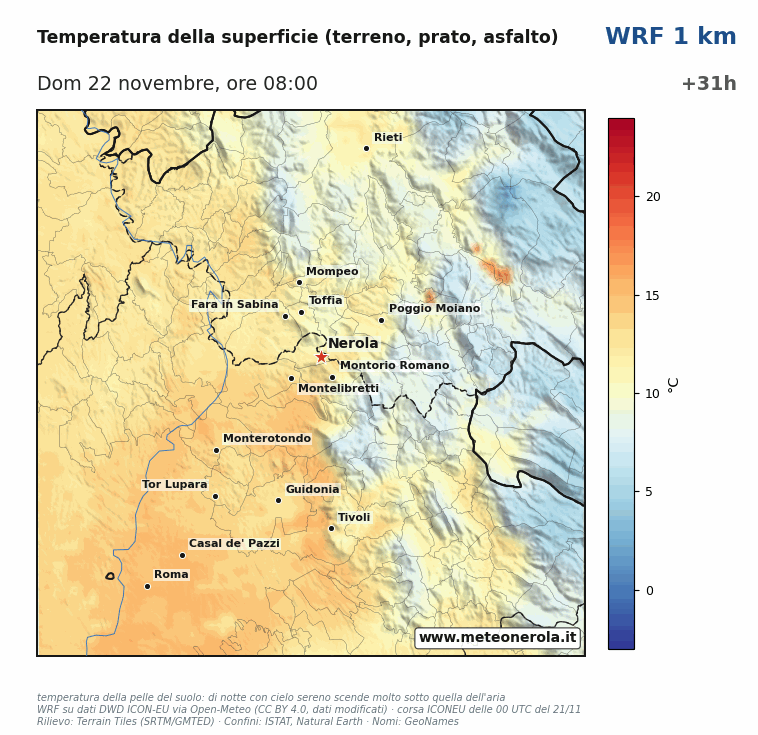 Temperatura della superficie (terreno, prato, asfalto)
WRF 1 km
Dom 22 novembre, ore 08:00
+31h
Rieti
Mompeo
Fara in Sabina
Toffia
Poggio Moiano
Nerola
Montorio Romano
Montelibretti
Monterotondo
Tor Lupara
Guidonia
Tivoli
Casal de' Pazzi
Roma
www.meteonerola.it
20
15
10
5
0
°C
temperatura della pelle del suolo: di notte con cielo sereno scende molto sotto quella dell'aria
WRF su dati DWD ICON-EU via Open-Meteo (CC BY 4.0, dati modificati) · corsa ICONEU delle 00 UTC del 21/11
Rilievo: Terrain Tiles (SRTM/GMTED) · Confini: ISTAT, Natural Earth · Nomi: GeoNames